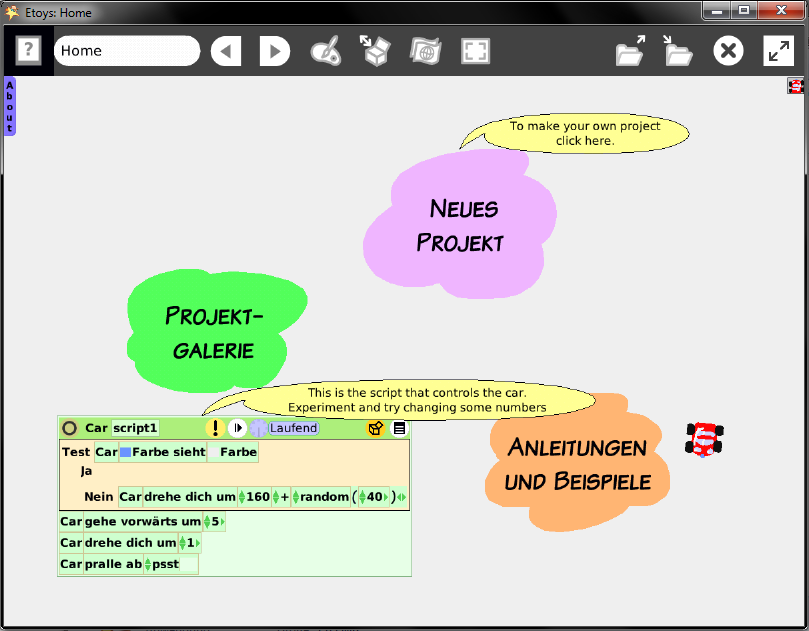 Etoys: Home
?
Home
About
To make your own project
click here.
Neues
Projekt
Projekt-
galerie
This is the script that controls the car.
Experiment and try changing some numbers
Car script1 ! Laufend
Test Car Farbe sieht Farbe
Ja
Nein Car drehe dich um 160 + random ( 40 )
Car gehe vorwärts um 5
Car drehe dich um 1
Car pralle ab psst
Anleitungen
und Beispiele